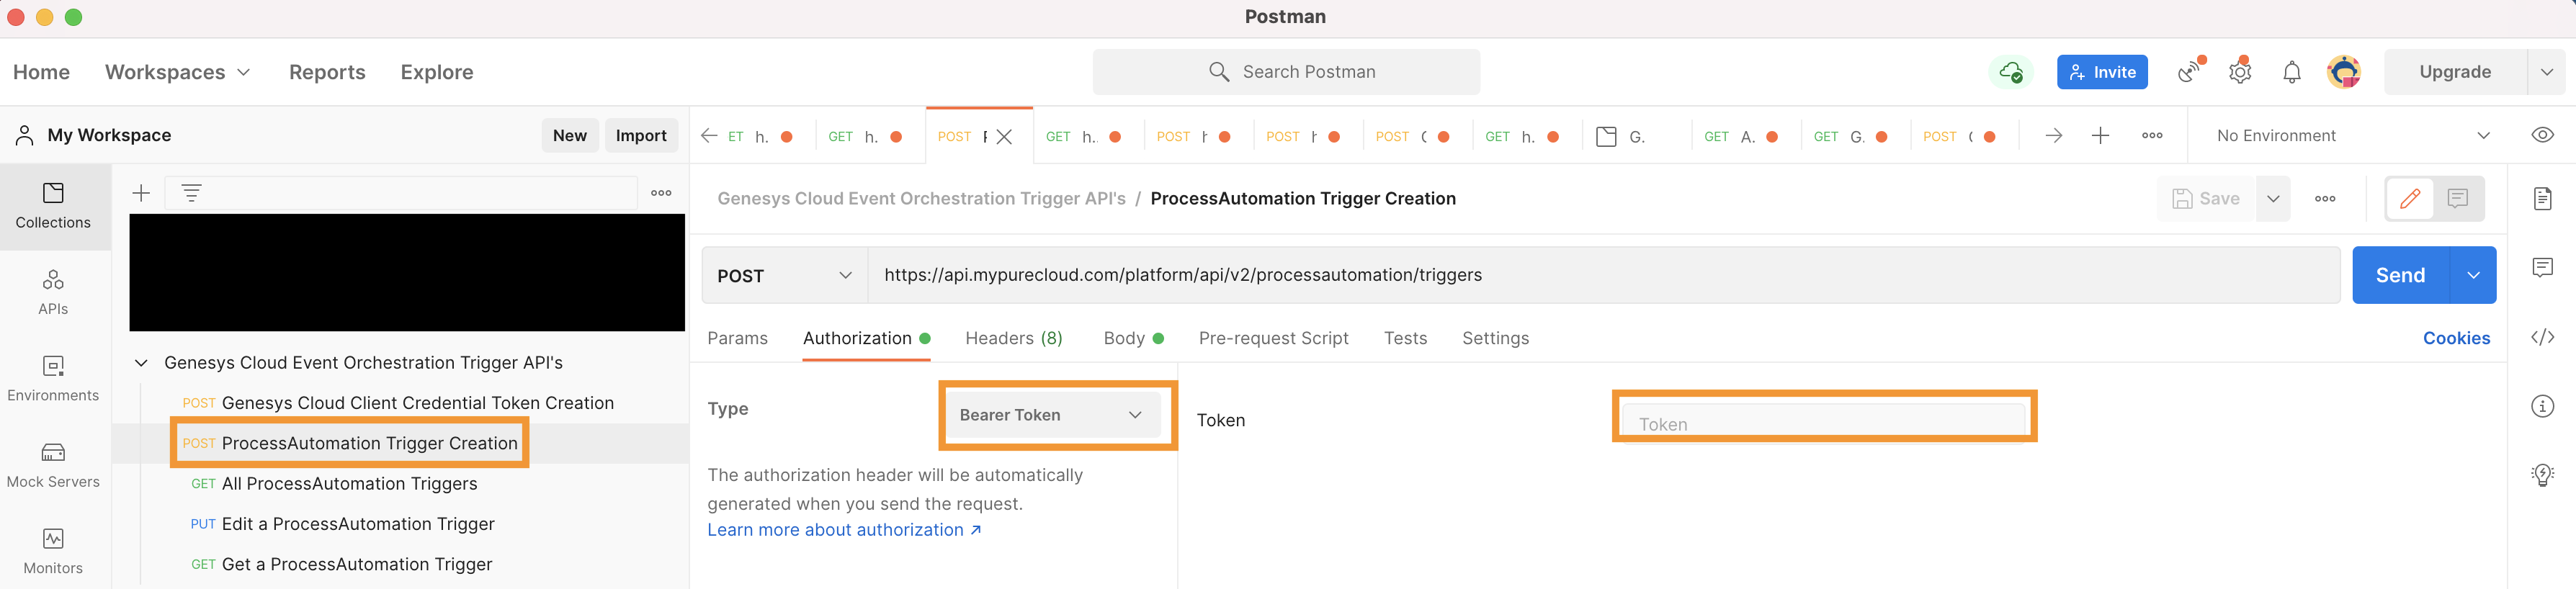 Postman
Home Workspaces Reports Explore Search Postman Invite Upgrade
My Workspace New Import ET h. GET h. POST GET h.. POST h POST h POST GET h. G. GET A. GET G. POST No Environment
Collections
Genesys Cloud Event Orchestration Trigger API's / ProcessAutomation Trigger Creation Save
POST https://api.mypurecloud.com/platform/api/v2/processautomation/triggers Send
APIs
Params Authorization Headers (8) Body Pre-request Script Tests Settings Cookies
Genesys Cloud Event Orchestration Trigger API's
Environments
POST Genesys Cloud Client Credential Token Creation
Type Bearer Token Token Token
POST ProcessAutomation Trigger Creation
Mock Servers
GET All ProcessAutomation Triggers
The authorization header will be automatically
generated when you send the request.
PUT Edit a ProcessAutomation Trigger
Learn more about authorization ↗
Monitors
GET Get a ProcessAutomation Trigger